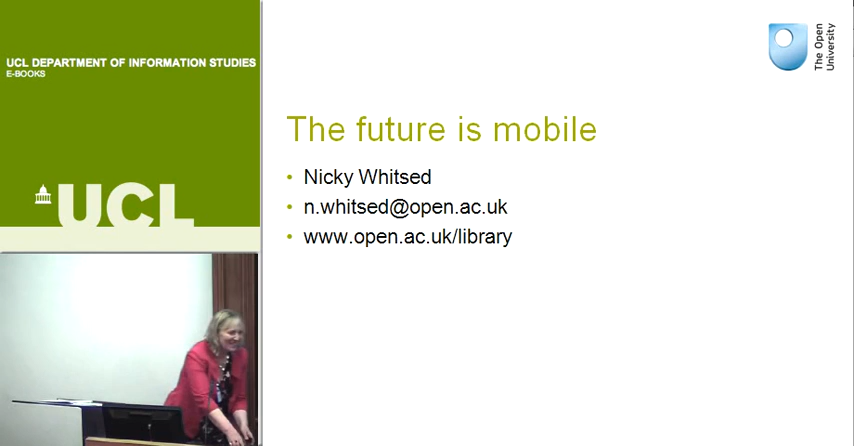 UCL DEPARTMENT OF INFORMATION STUDIES
E-BOOKS
UCL
The Open
University
The future is mobile
• Nicky Whitsed
• n.whitsed@open.ac.uk
• www.open.ac.uk/library